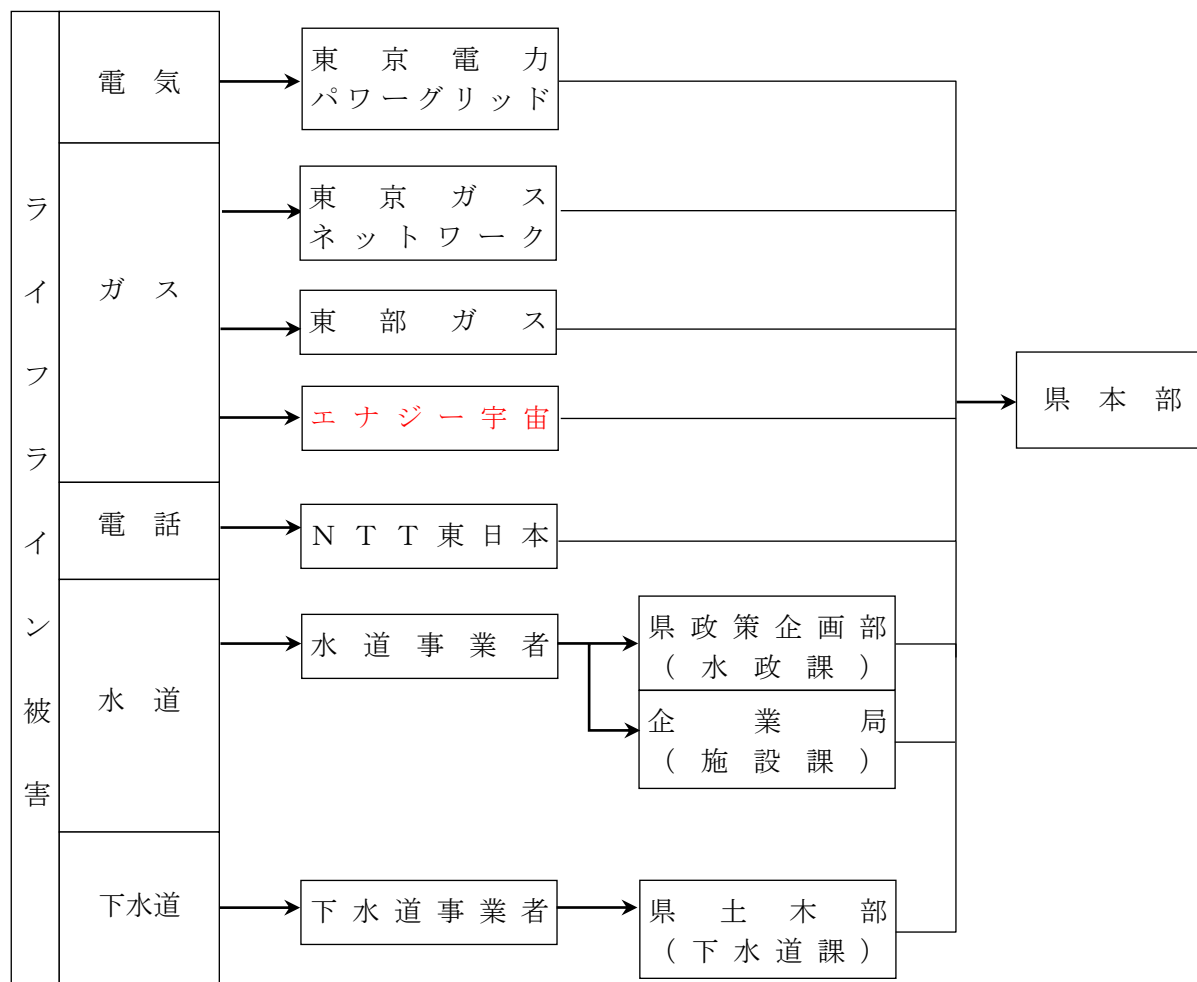 ライフライン被害
電気
東京電力
パワーグリッド
ガス
東京ガス
ネットワーク
東部ガス
エナジー宇宙
県本部
電話
NTT東日本
水道
水道事業者
県政策企画部
(水政課)
企業局
(施設課)
下水道
下水道事業者
県土木部
(下水道課)